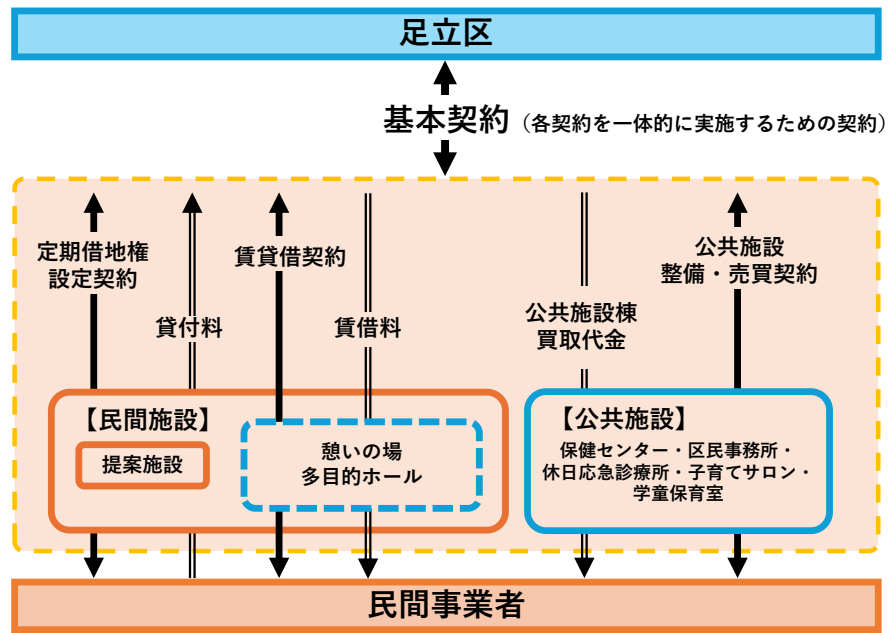 足立区
基本契約（各契約を一体的に実施するための契約）
定期借地権
設定契約
貸付料
賃貸借契約
賃借料
公共施設棟
買取代金
公共施設
整備・売買契約
【民間施設】
提案施設
憩いの場
多目的ホール
【公共施設】
保健センター・区民事務所・
休日応急診療所・子育てサロン・
学童保育室
民間事業者